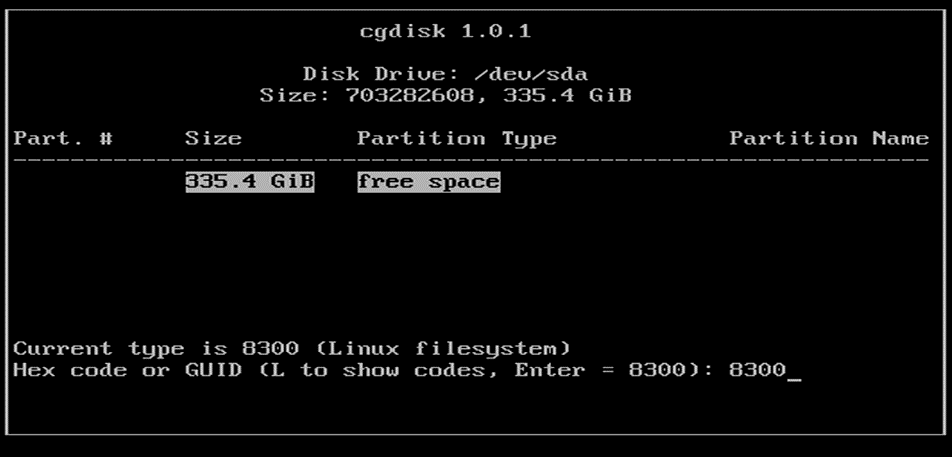 cgdisk 1.0.1
Disk Drive: /dev/sda
Size: 703282608, 335.4 GiB
Part. # Size Partition Type Partition Name
335.4 GiB free space
Current type is 8300 (Linux filesystem)
Hex code or GUID (L to show codes, Enter = 8300): 8300_